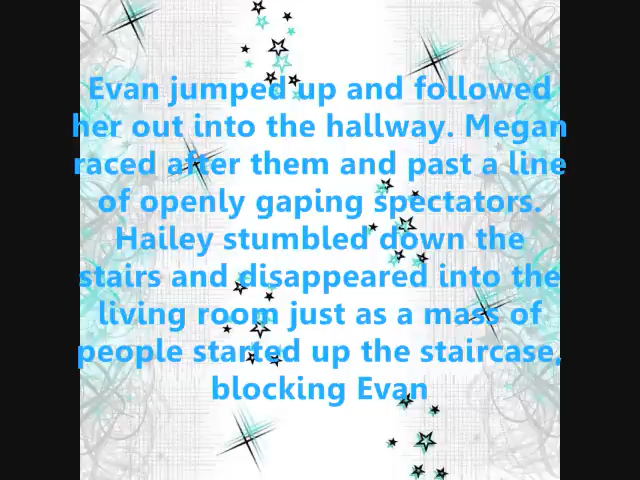 Evan jumped up and followed
her out into the hallway. Megan
raced after them and past a line
of openly gaping spectators.
Hailey stumbled down the
stairs and disappeared into the
living room just as a mass of
people started up the staircase,
blocking Evan